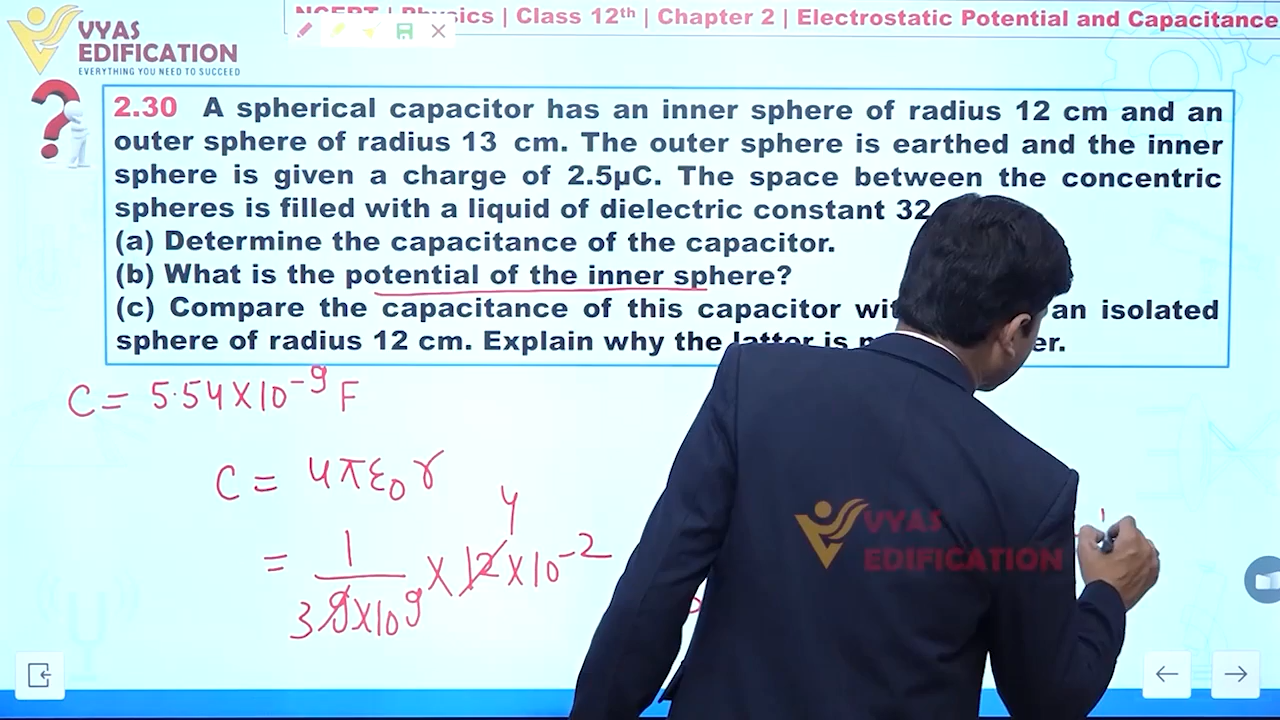 NCERT | Physics | Class 12th | Chapter 2 | Electrostatic Potential and Capacitance
VYAS
EDIFICATION
EVERYTHING YOU NEED TO SUCCEED
2.30 A spherical capacitor has an inner sphere of radius 12 cm and an
outer sphere of radius 13 cm. The outer sphere is earthed and the inner
sphere is given a charge of 2.5μC. The space between the concentric
spheres is filled with a liquid of dielectric constant 32
(a) Determine the capacitance of the capacitor.
(b) What is the potential of the inner sphere?
(c) Compare the capacitance of this capacitor an isolated
sphere of radius 12 cm. Explain why the latter is
C = 5.54 × 10⁻⁹ F
C = 4πε₀r
4
= 1 × 12 × 10⁻²
3 9×10⁹
VYAS
EDIFICATION